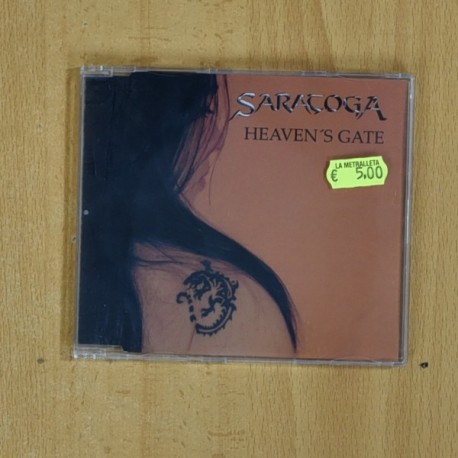 SARATOGA
HEAVEN´S GATE
LA METRALLETA
€ 5,00